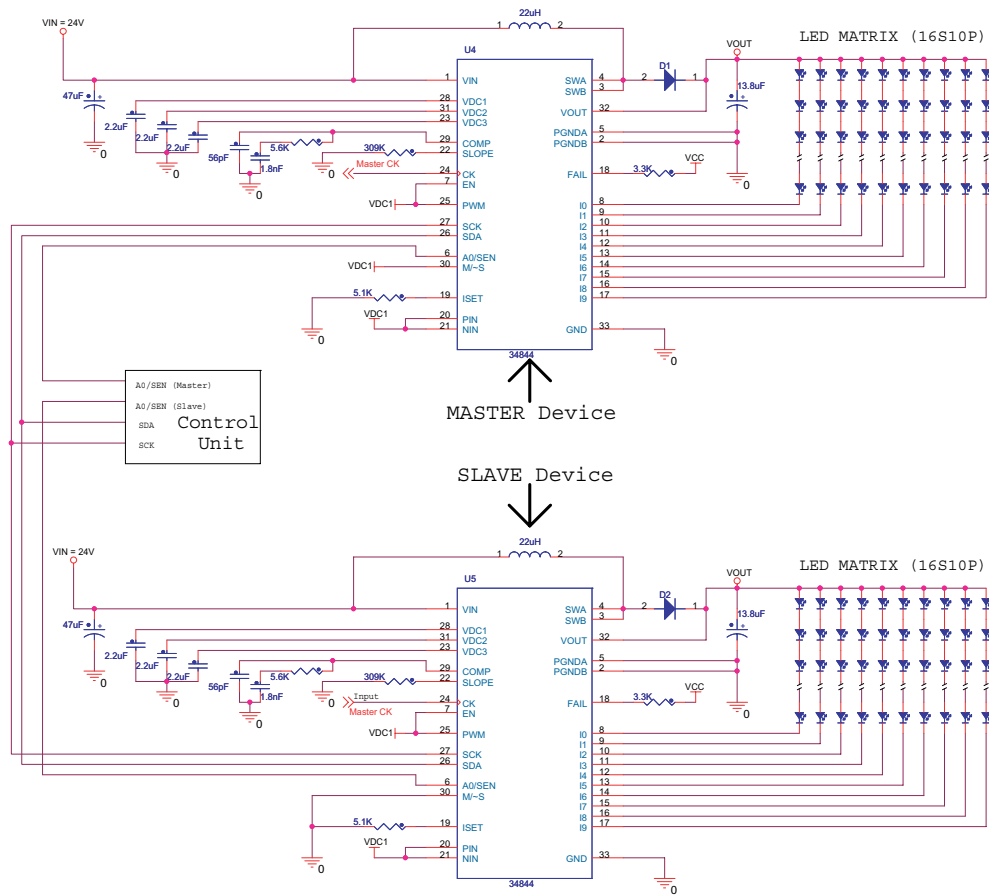 VIN = 24V
22uH
1
2
U4
VOUT
LED MATRIX (16S10P)
47uF
0
2.2uF
2.2uF
2.2uF
0
56pF
1.8nF
5.6K
0
309K
0
Master CK
VDC1
VDC1
5.1K
0
VDC1
1
VIN
28
VDC1
31
VDC2
23
VDC3
29
COMP
22
SLOPE
24
CK
7
EN
25
PWM
27
SCK
26
SDA
6
A0/SEN
30
M/~S
19
ISET
20
PIN
21
NIN
SWA
4
SWB
3
VOUT
32
PGNDA
5
PGNDB
2
FAIL
18
I0
8
I1
9
I2
10
I3
11
I4
12
I5
13
I6
14
I7
15
I8
16
I9
17
GND
33
34844
2
D1
1
13.8uF
0
3.3K
VCC
0
MASTER Device
A0/SEN (Master)
A0/SEN (Slave)
SDA
SCK
Control
Unit
SLAVE Device
VIN = 24V
22uH
1
2
U5
VOUT
LED MATRIX (16S10P)
47uF
0
2.2uF
2.2uF
2.2uF
0
56pF
1.8nF
5.6K
0
309K
0
Input
Master CK
VDC1
5.1K
0
VDC1
1
VIN
28
VDC1
31
VDC2
23
VDC3
29
COMP
22
SLOPE
24
CK
7
EN
25
PWM
27
SCK
26
SDA
6
A0/SEN
30
M/~S
19
ISET
20
PIN
21
NIN
SWA
4
SWB
3
VOUT
32
PGNDA
5
PGNDB
2
FAIL
18
I0
8
I1
9
I2
10
I3
11
I4
12
I5
13
I6
14
I7
15
I8
16
I9
17
GND
33
34844
2
D2
1
13.8uF
0
3.3K
VCC
0